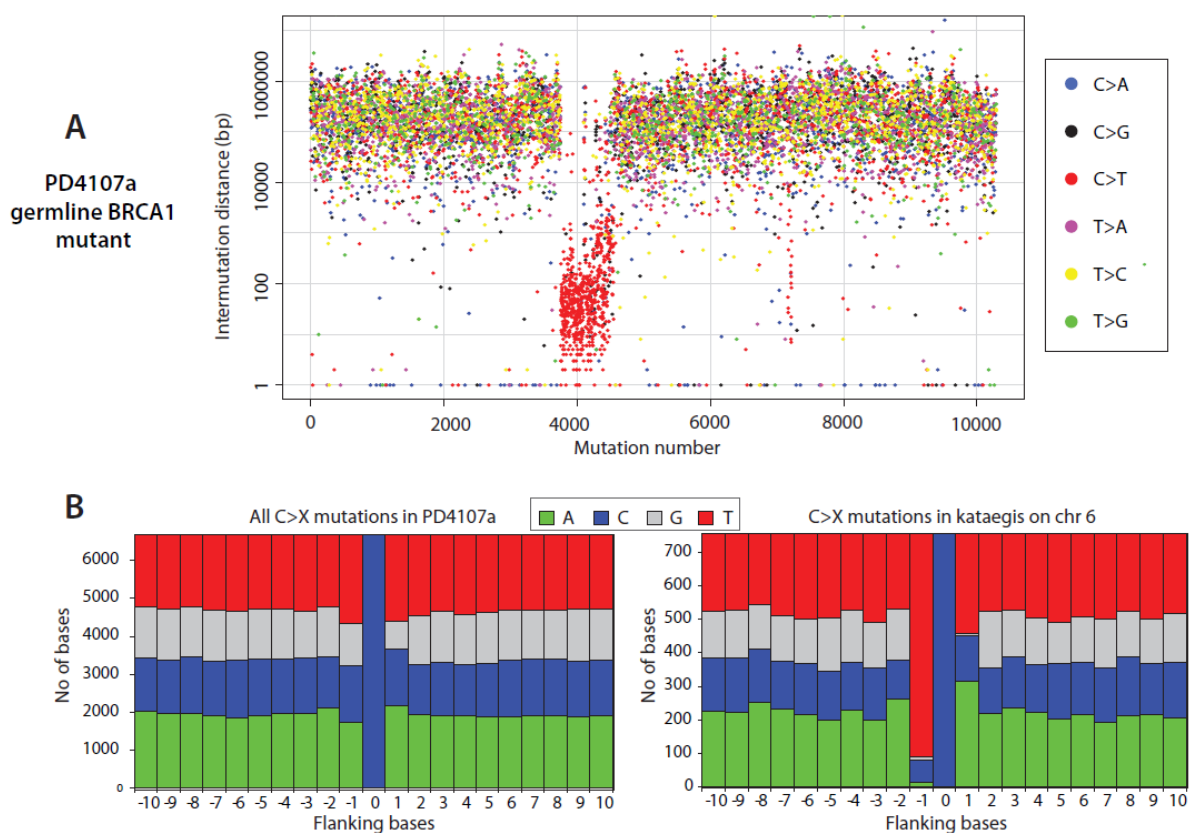 A
PD4107a
germline BRCA1
mutant
Intermutation distance (bp)
1000000
10000
100
1
0
2000
4000
6000
8000
10000
Mutation number
C>A
C>G
C>T
T>A
T>C
T>G
B
All C>X mutations in PD4107a
A C G T
C>X mutations in kataegis on chr 6
No of bases
6000
5000
4000
3000
2000
1000
0
-10 -9 -8 -7 -6 -5 -4 -3 -2 -1 0 1 2 3 4 5 6 7 8 9 10
Flanking bases
No of bases
700
600
500
400
300
200
100
0
-10 -9 -8 -7 -6 -5 -4 -3 -2 -1 0 1 2 3 4 5 6 7 8 9 10
Flanking bases